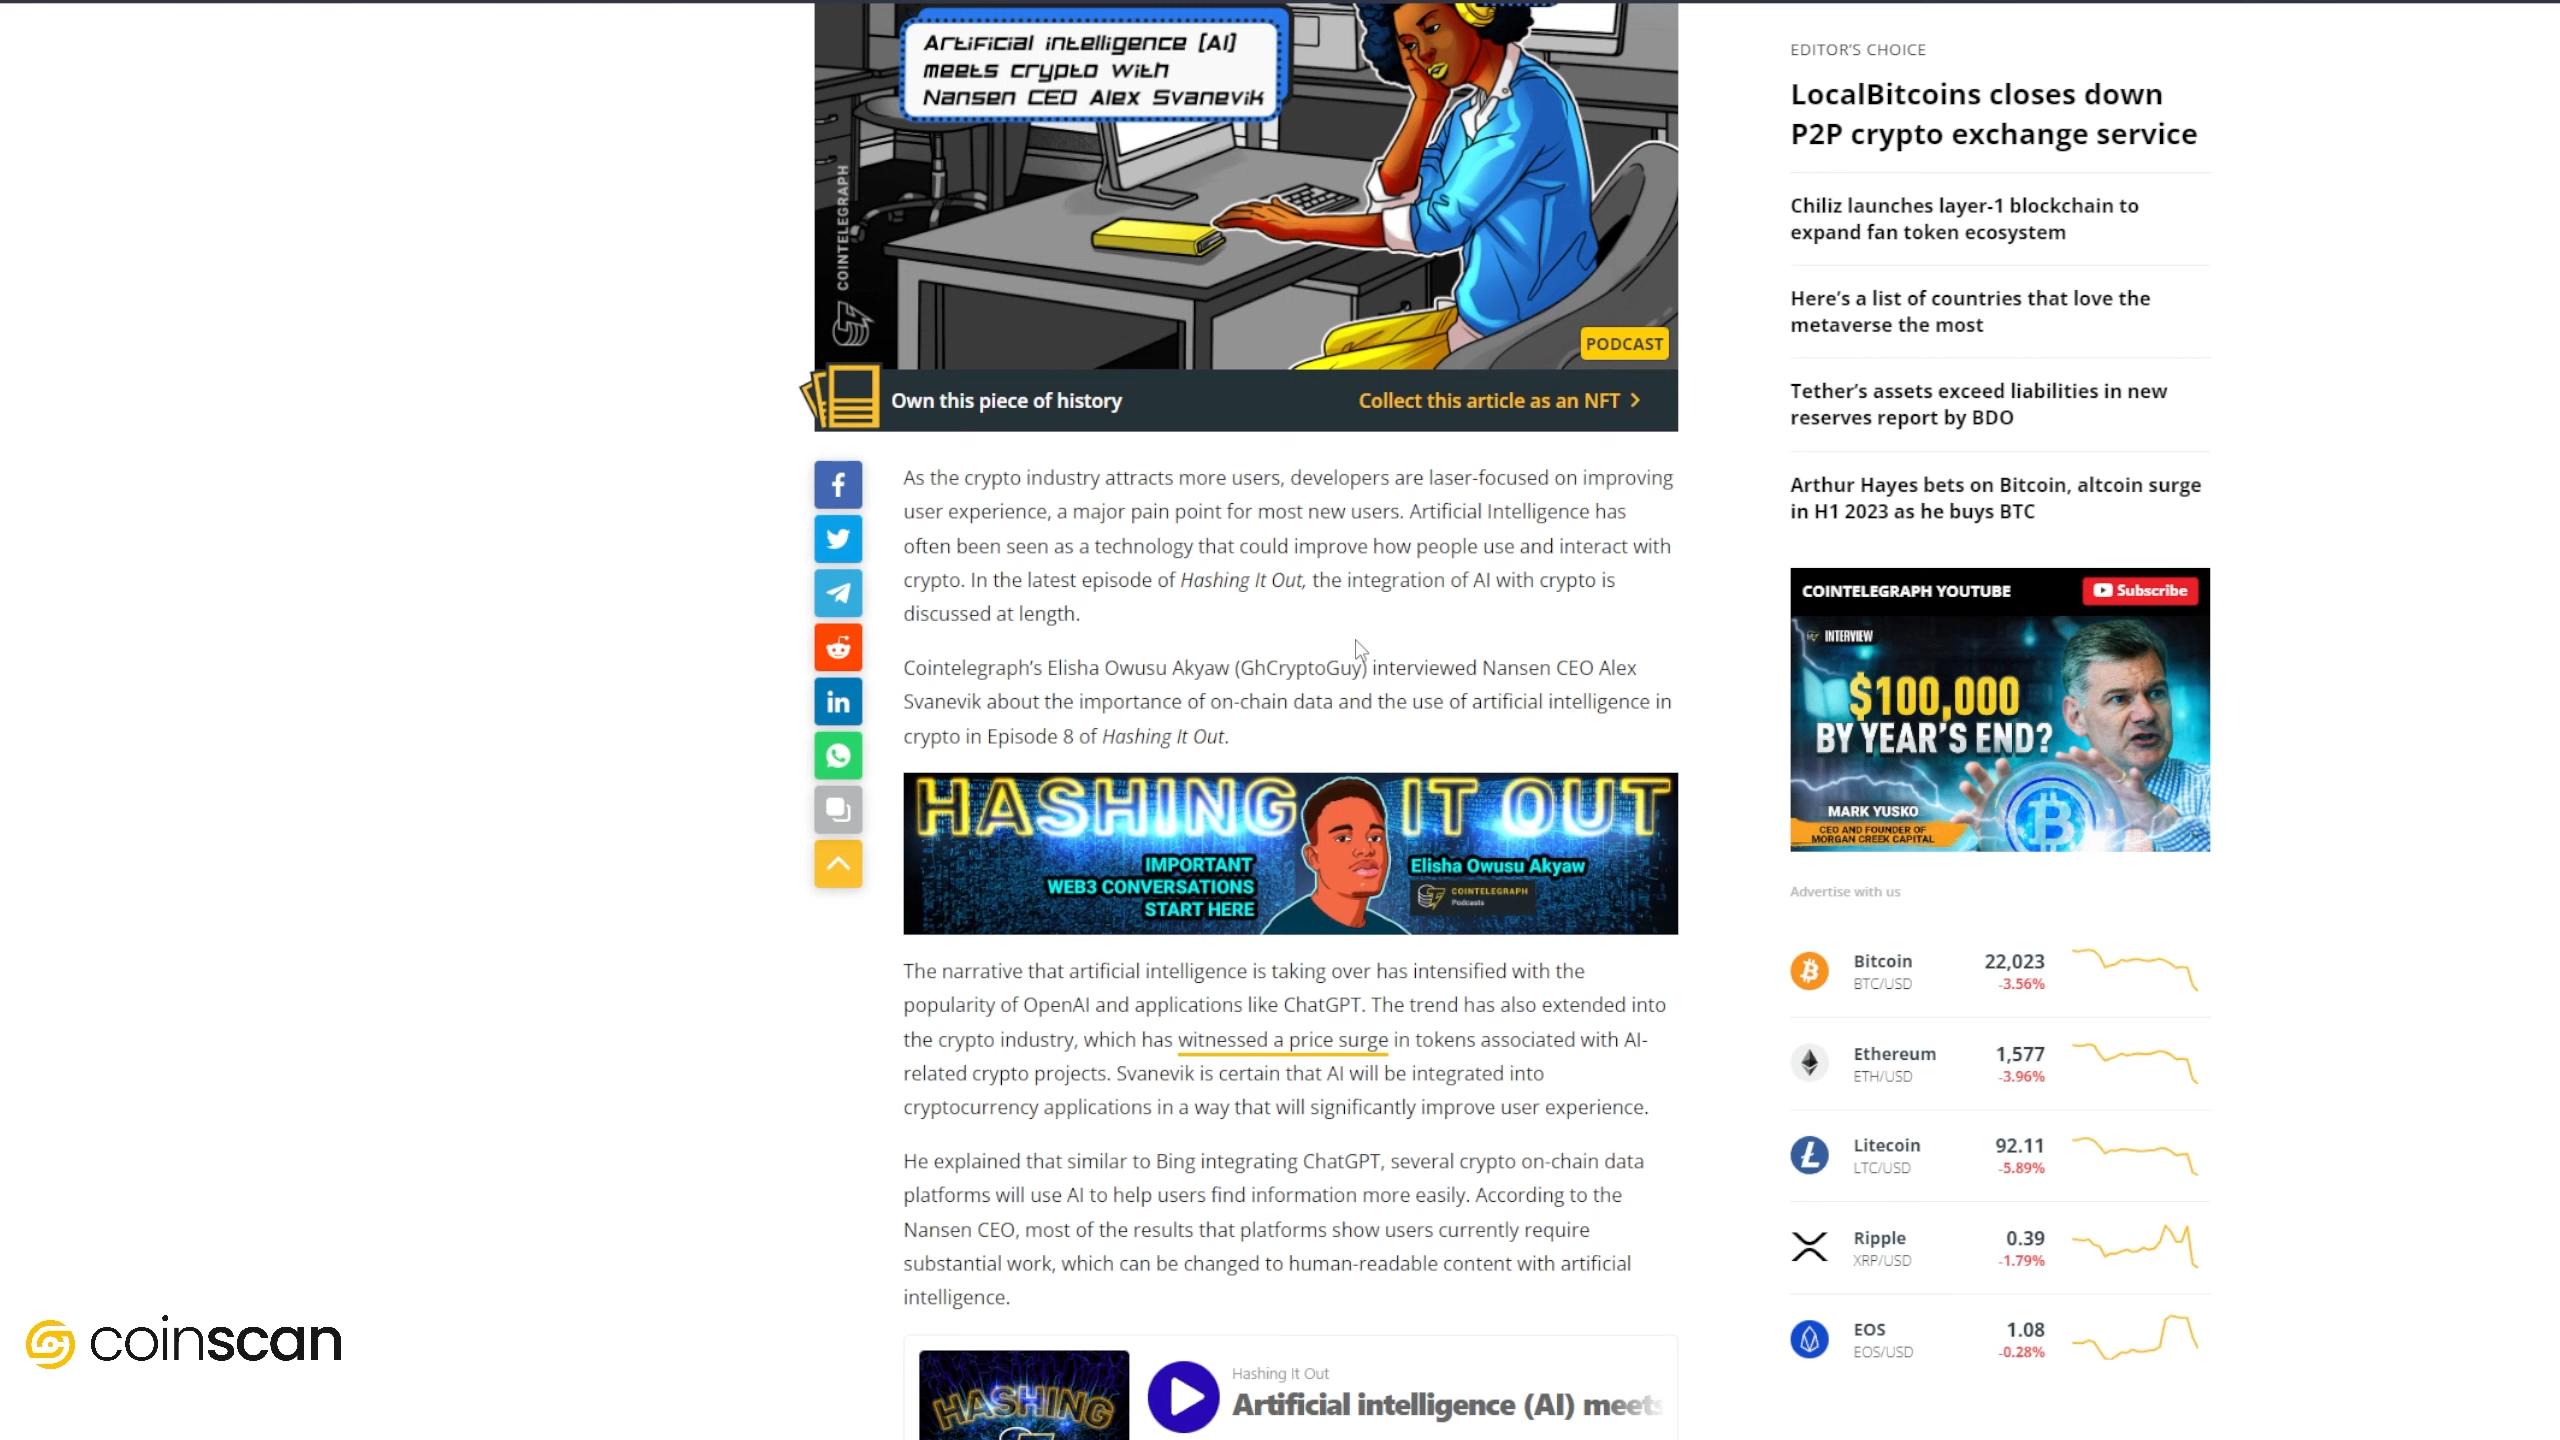 Artificial intelligence (AI)
meets crypto with
Nansen CEO Alex Svanevik
COINTELEGRAPH
PODCAST
Own this piece of history
Collect this article as an NFT
As the crypto industry attracts more users, developers are laser-focused on improving
user experience, a major pain point for most new users. Artificial Intelligence has
often been seen as a technology that could improve how people use and interact with
crypto. In the latest episode of Hashing It Out, the integration of AI with crypto is
discussed at length.
Cointelegraph's Elisha Owusu Akyaw (GhCryptoGuy) interviewed Nansen CEO Alex
Svanevik about the importance of on-chain data and the use of artificial intelligence in
crypto in Episode 8 of Hashing It Out.
HASHING IT OUT
IMPORTANT
WEB3 CONVERSATIONS
START HERE
Elisha Owusu Akyaw
COINTELEGRAPH
Podcasts
The narrative that artificial intelligence is taking over has intensified with the
popularity of OpenAI and applications like ChatGPT. The trend has also extended into
the crypto industry, which has witnessed a price surge in tokens associated with AI-
related crypto projects. Svanevik is certain that AI will be integrated into
cryptocurrency applications in a way that will significantly improve user experience.
He explained that similar to Bing integrating ChatGPT, several crypto on-chain data
platforms will use AI to help users find information more easily. According to the
Nansen CEO, most of the results that platforms show users currently require
substantial work, which can be changed to human-readable content with artificial
intelligence.
HASHING
Hashing It Out
Artificial intelligence (AI) meets
EDITOR'S CHOICE
LocalBitcoins closes down
P2P crypto exchange service
Chiliz launches layer-1 blockchain to
expand fan token ecosystem
Here's a list of countries that love the
metaverse the most
Tether's assets exceed liabilities in new
reserves report by BDO
Arthur Hayes bets on Bitcoin, altcoin surge
in H1 2023 as he buys BTC
COINTELEGRAPH YOUTUBE
Subscribe
INTERVIEW
$100,000
BY YEAR'S END?
MARK YUSKO
CEO AND FOUNDER OF
MORGAN CREEK CAPITAL
Advertise with us
Bitcoin 22,023
BTC/USD -3.56%
Ethereum 1,577
ETH/USD -3.96%
Litecoin 92.11
LTC/USD -5.89%
Ripple 0.39
XRP/USD -1.79%
EOS 1.08
EOS/USD -0.28%
coinscan